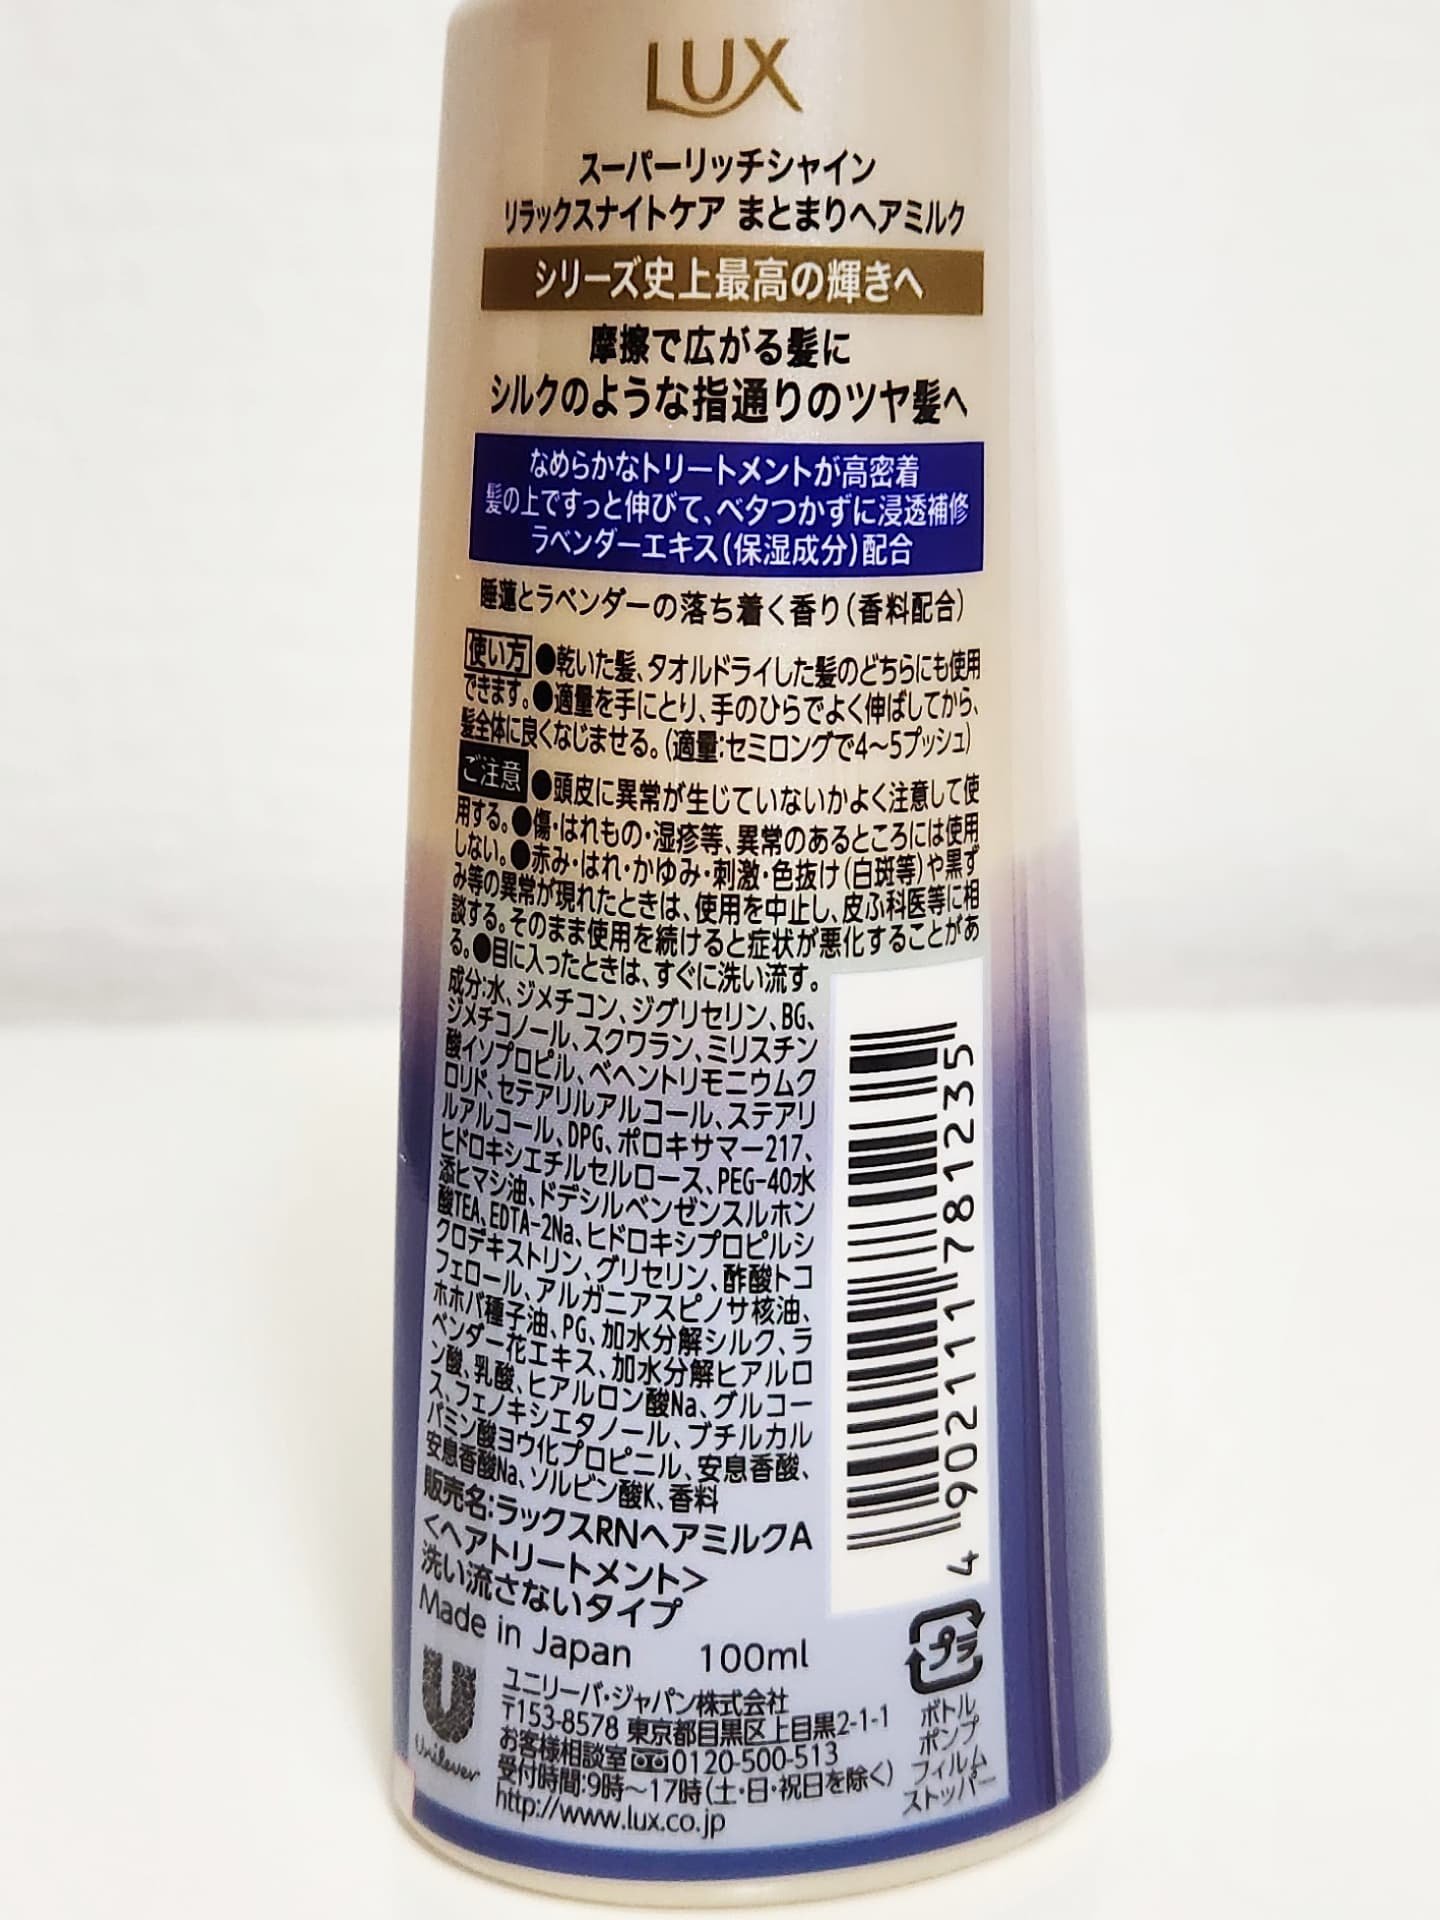 LUX
スーパーリッチシャイン
リラックスナイトケア まとまりヘアミルク
シリーズ史上最高の輝きへ
摩擦で広がる髪に
シルクのような指通りのツヤ髪へ
なめらかなトリートメントが高密着
髪の上ですっと伸びて、ベタつかずに浸透補修
ラベンダーエキス(保湿成分)配合
睡蓮とラベンダーの落ち着く香り(香料配合)
使い方 ●乾いた髪、タオルドライした髪のどちらにも使用
できます。●適量を手にとり、手のひらでよく伸ばしてから、
髪全体に良くなじませる。(適量:セミロングで4〜5プッシュ)
ご注意 ●頭皮に異常が生じていないかよく注意して使
用する。●傷・はれもの・湿疹等、異常のあるところには使用
しない。●赤み・はれ・かゆみ・刺激・色抜け(白斑等)や黒ず
み等の異常が現れたときは、使用を中止し、皮ふ科医等に相
談する。そのまま使用を続けると症状が悪化することがあ
る。●目に入ったときは、すぐに洗い流す。
成分:水、ジメチコン、ジグリセリン、BG、
ジメチコノール、スクワラン、ミリスチン
酸イソプロピル、ベヘントリモニウムク
ロリド、セテアリルアルコール、ステアリ
ルアルコール、DPG、ポロキサマー217、
ヒドロキシエチルセルロース、PEG-40水
添ヒマシ油、ドデシルベンゼンスルホン
酸TEA、EDTA-2Na、ヒドロキシプロピルシ
クロデキストリン、グリセリン、酢酸トコ
フェロール、アルガニアスピノサ核油、
ホホバ種子油、PG、加水分解シルク、ラ
ベンダー花エキス、加水分解ヒアルロ
ン酸、乳酸、ヒアルロン酸Na、グルコー
ス、フェノキシエタノール、ブチルカル
バミン酸ヨウ化プロピニル、安息香酸、
安息香酸Na、ソルビン酸K、香料
販売名:ラックスRNヘアミルクA
<ヘアトリートメント>
洗い流さないタイプ
Made in Japan 100ml
4 902111 781235
プラ
ボトル
ポンプ
フィルム
ストッパー
Unilever
ユニリーバ・ジャパン株式会社
〒153-8578 東京都目黒区上目黒2-1-1
お客様相談室 0120-500-513
受付時間:9時〜17時(土・日・祝日を除く)
http://www.lux.co.jp